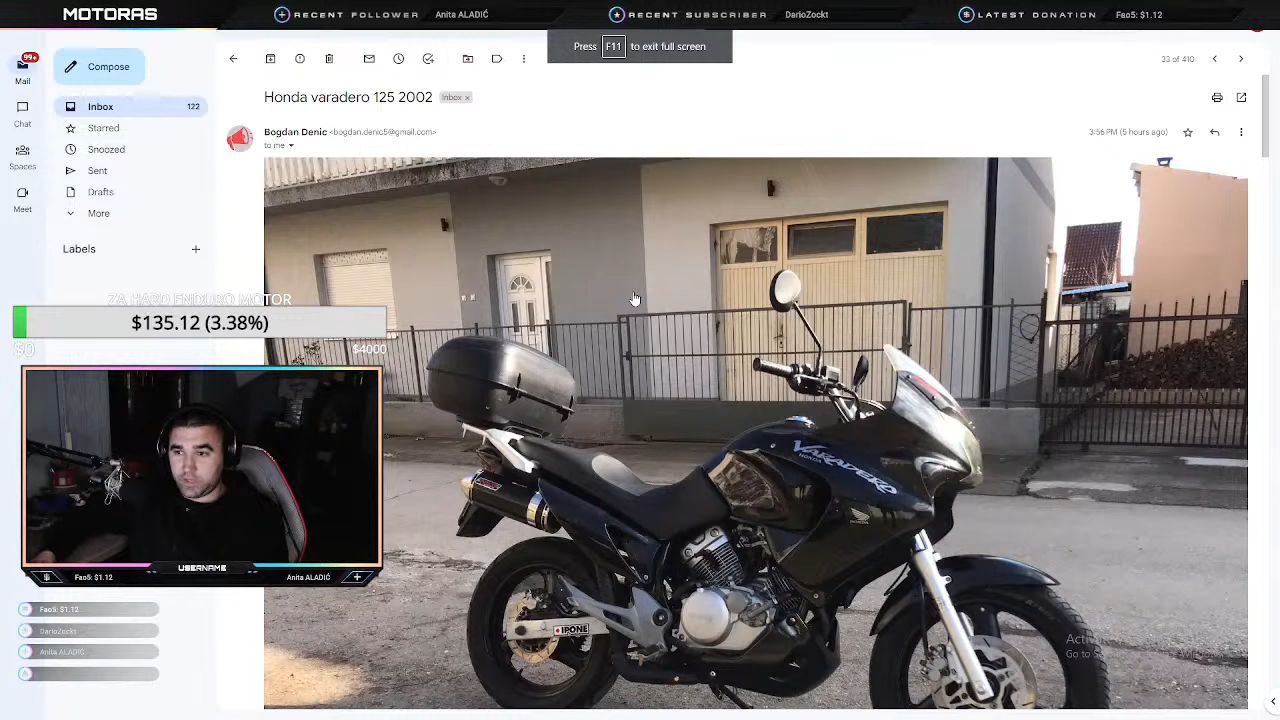 MOTORAS
RECENT FOLLOWER Anita ALADIĆ
RECENT SUBSCRIBER DarioZockt
LATEST DONATION Fao5: $1.12
Press F11 to exit full screen
99+
Mail
Chat
Spaces
Meet
Compose
Inbox 122
Starred
Snoozed
Sent
Drafts
More
Labels
33 of 410
Honda varadero 125 2002 Inbox x
Bogdan Denic <bogdan.denic5@gmail.com>
3:56 PM (5 hours ago)
to me
ZA HARD ENDURO MOTOR
$135.12 (3.38%)
$0 $4000
VARADERO
HONDA
IPONE
USERNAME
Fao5: $1.12 Anita ALADIĆ
Fao5: $1.12
DarioZockt
Anita ALADIĆ